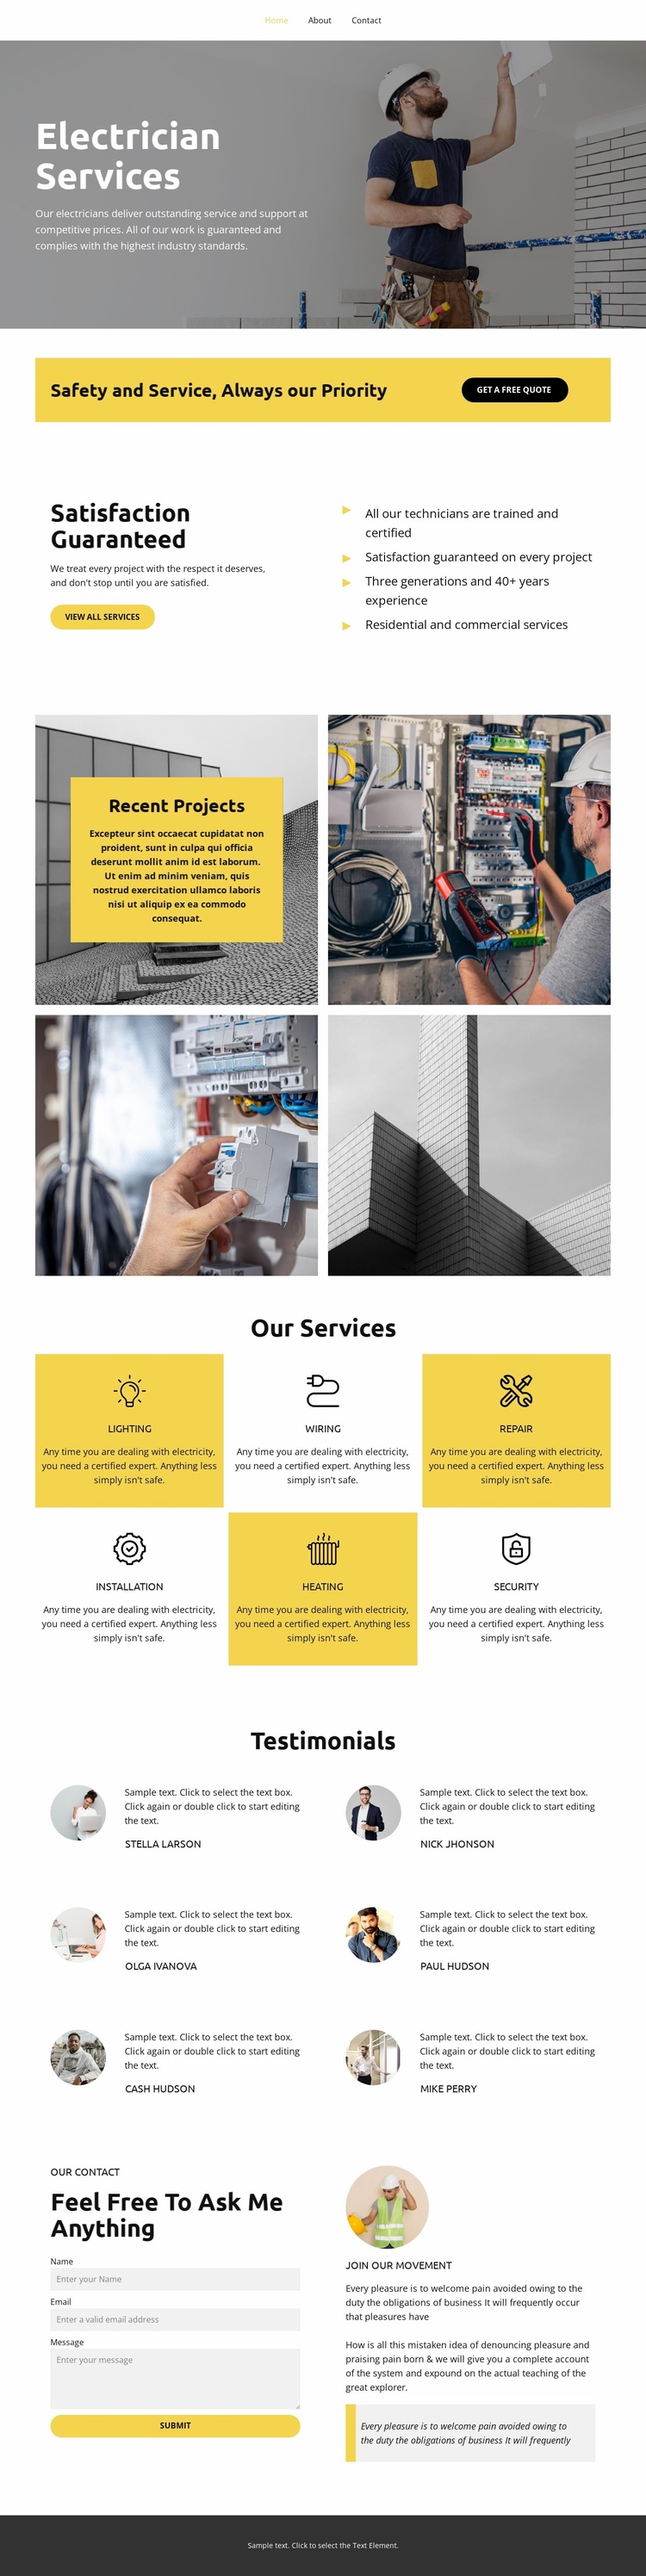 Home About Contact
Electrician
Services
Our electricians deliver outstanding service and support at
competitive prices. All of our work is guaranteed and
complies with the highest industry standards.
Safety and Service, Always our Priority
GET A FREE QUOTE
Satisfaction
Guaranteed
We treat every project with the respect it deserves,
and don't stop until you are satisfied.
VIEW ALL SERVICES
All our technicians are trained and
certified
Satisfaction guaranteed on every project
Three generations and 40+ years
experience
Residential and commercial services
Recent Projects
Excepteur sint occaecat cupidatat non
proident, sunt in culpa qui officia
deserunt mollit anim id est laborum.
Ut enim ad minim veniam, quis
nostrud exercitation ullamco laboris
nisi ut aliquip ex ea commodo
consequat.
Our Services
LIGHTING
Any time you are dealing with electricity,
you need a certified expert. Anything less
simply isn't safe.
WIRING
Any time you are dealing with electricity,
you need a certified expert. Anything less
simply isn't safe.
REPAIR
Any time you are dealing with electricity,
you need a certified expert. Anything less
simply isn't safe.
INSTALLATION
Any time you are dealing with electricity,
you need a certified expert. Anything less
simply isn't safe.
HEATING
Any time you are dealing with electricity,
you need a certified expert. Anything less
simply isn't safe.
SECURITY
Any time you are dealing with electricity,
you need a certified expert. Anything less
simply isn't safe.
Testimonials
Sample text. Click to select the text box.
Click again or double click to start editing
the text.
STELLA LARSON
Sample text. Click to select the text box.
Click again or double click to start editing
the text.
NICK JHONSON
Sample text. Click to select the text box.
Click again or double click to start editing
the text.
OLGA IVANOVA
Sample text. Click to select the text box.
Click again or double click to start editing
the text.
PAUL HUDSON
Sample text. Click to select the text box.
Click again or double click to start editing
the text.
CASH HUDSON
Sample text. Click to select the text box.
Click again or double click to start editing
the text.
MIKE PERRY
OUR CONTACT
Feel Free To Ask Me
Anything
Name
Enter your Name
Email
Enter a valid email address
Message
Enter your message
SUBMIT
JOIN OUR MOVEMENT
Every pleasure is to welcome pain avoided owing to the
duty the obligations of business It will frequently occur
that pleasures have
How is all this mistaken idea of denouncing pleasure and
praising pain born & we will give you a complete account
of the system and expound on the actual teaching of the
great explorer.
Every pleasure is to welcome pain avoided owing to
the duty the obligations of business It will frequently
Sample text. Click to select the Text Element.